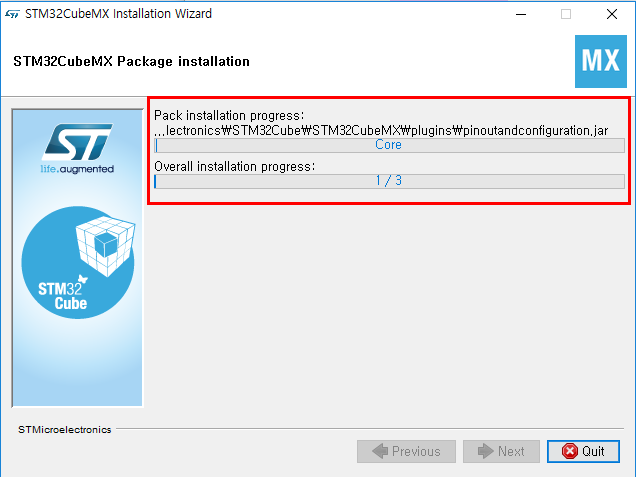 STM32CubeMX Installation Wizard
STM32CubeMX Package installation
MX
Pack installation progress:
...lectronics₩STM32Cube₩STM32CubeMX₩plugins₩pinoutandconfiguration.jar
Core
Overall installation progress:
1 / 3
ST
life.augmented
STM32
Cube
STMicroelectronics
Previous
Next
Quit